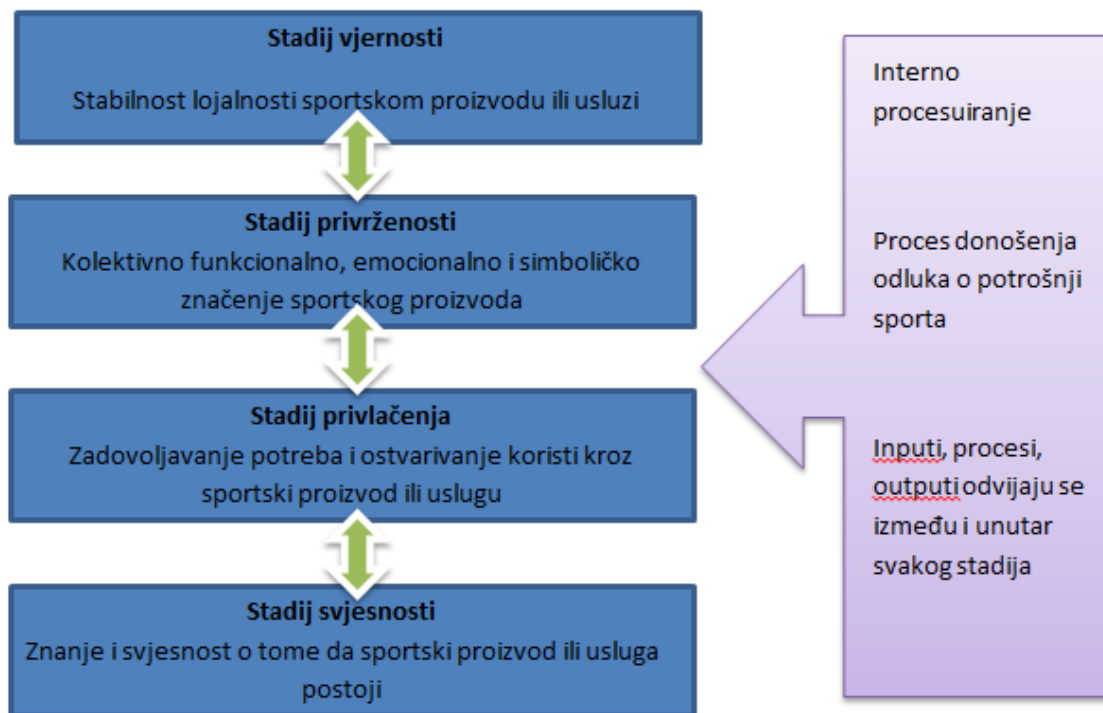 Stadij vjernosti
Stabilnost lojalnosti sportskom proizvodu ili usluzi
Stadij privrženosti
Kolektivno funkcionalno, emocionalno i simboličko
značenje sportskog proizvoda
Stadij privlačenja
Zadovoljavanje potreba i ostvarivanje koristi kroz
sportski proizvod ili uslugu
Stadij svjesnosti
Znanje i svjesnost o tome da sportski proizvod ili usluga
postoji
Interno
procesuiranje
Proces donošenja
odluka o potrošnji
sporta
Inputi, procesi,
outputi odvijaju se
između i unutar
svakog stadija